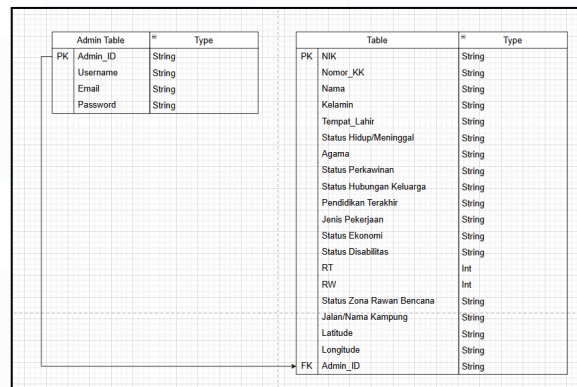 Admin Table Type
PK Admin_ID String
Username String
Email String
Password String
Table Type
PK NIK String
Nomor_KK String
Nama String
Kelamin String
Tempat_Lahir String
Status Hidup/Meninggal String
Agama String
Status Perkawinan String
Status Hubungan Keluarga String
Pendidikan Terakhir String
Jenis Pekerjaan String
Status Ekonomi String
Status Disabilitas String
RT Int
RW Int
Status Zona Rawan Bencana String
Jalan/Nama Kampung String
Latitude String
Longitude String
FK Admin_ID String